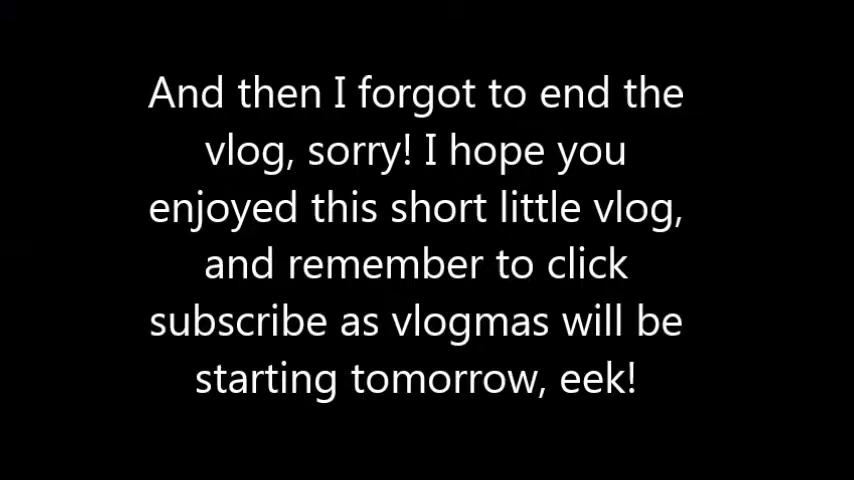 And then I forgot to end the
vlog, sorry! I hope you
enjoyed this short little vlog,
and remember to click
subscribe as vlogmas will be
starting tomorrow, eek!